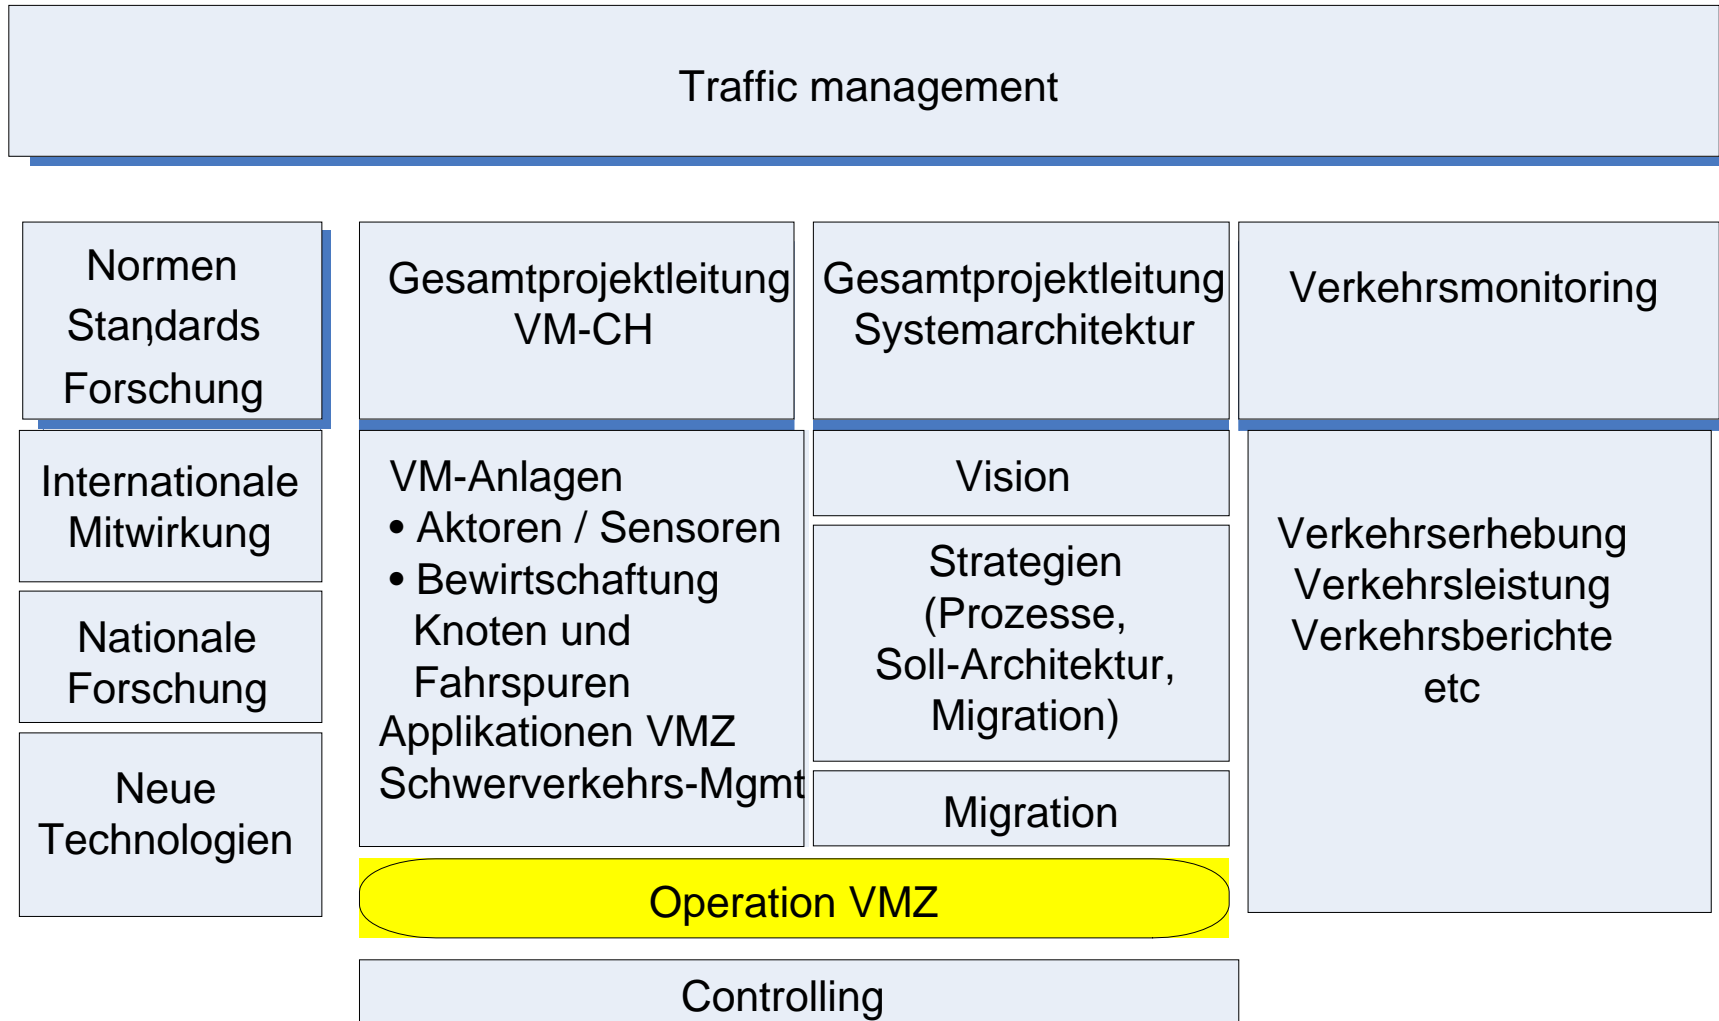 Traffic management
Normen
Standards,
Forschung
Gesamtprojektleitung
VM-CH
Gesamtprojektleitung
Systemarchitektur
Verkehrsmonitoring
Internationale
Mitwirkung
Nationale
Forschung
Neue
Technologien
VM-Anlagen
• Aktoren / Sensoren
• Bewirtschaftung
Knoten und
Fahrspuren
Applikationen VMZ
Schwerverkehrs-Mgmt
Vision
Strategien
(Prozesse,
Soll-Architektur,
Migration)
Migration
Verkehrserhebung
Verkehrsleistung
Verkehrsberichte
etc
Operation VMZ
Controlling